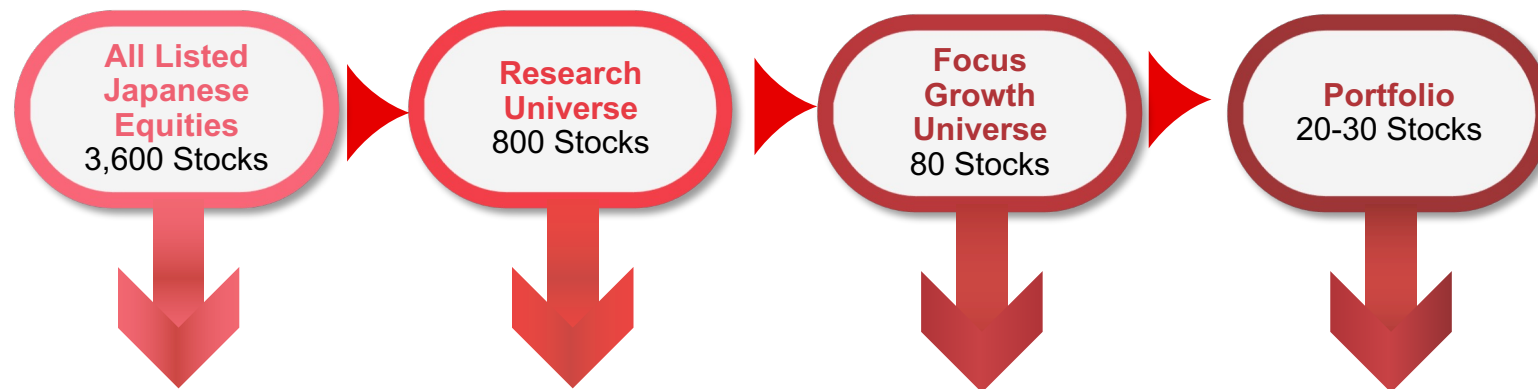 All Listed
Japanese
Equities
3,600 Stocks
Research
Universe
800 Stocks
Focus
Growth
Universe
80 Stocks
Portfolio
20-30 Stocks